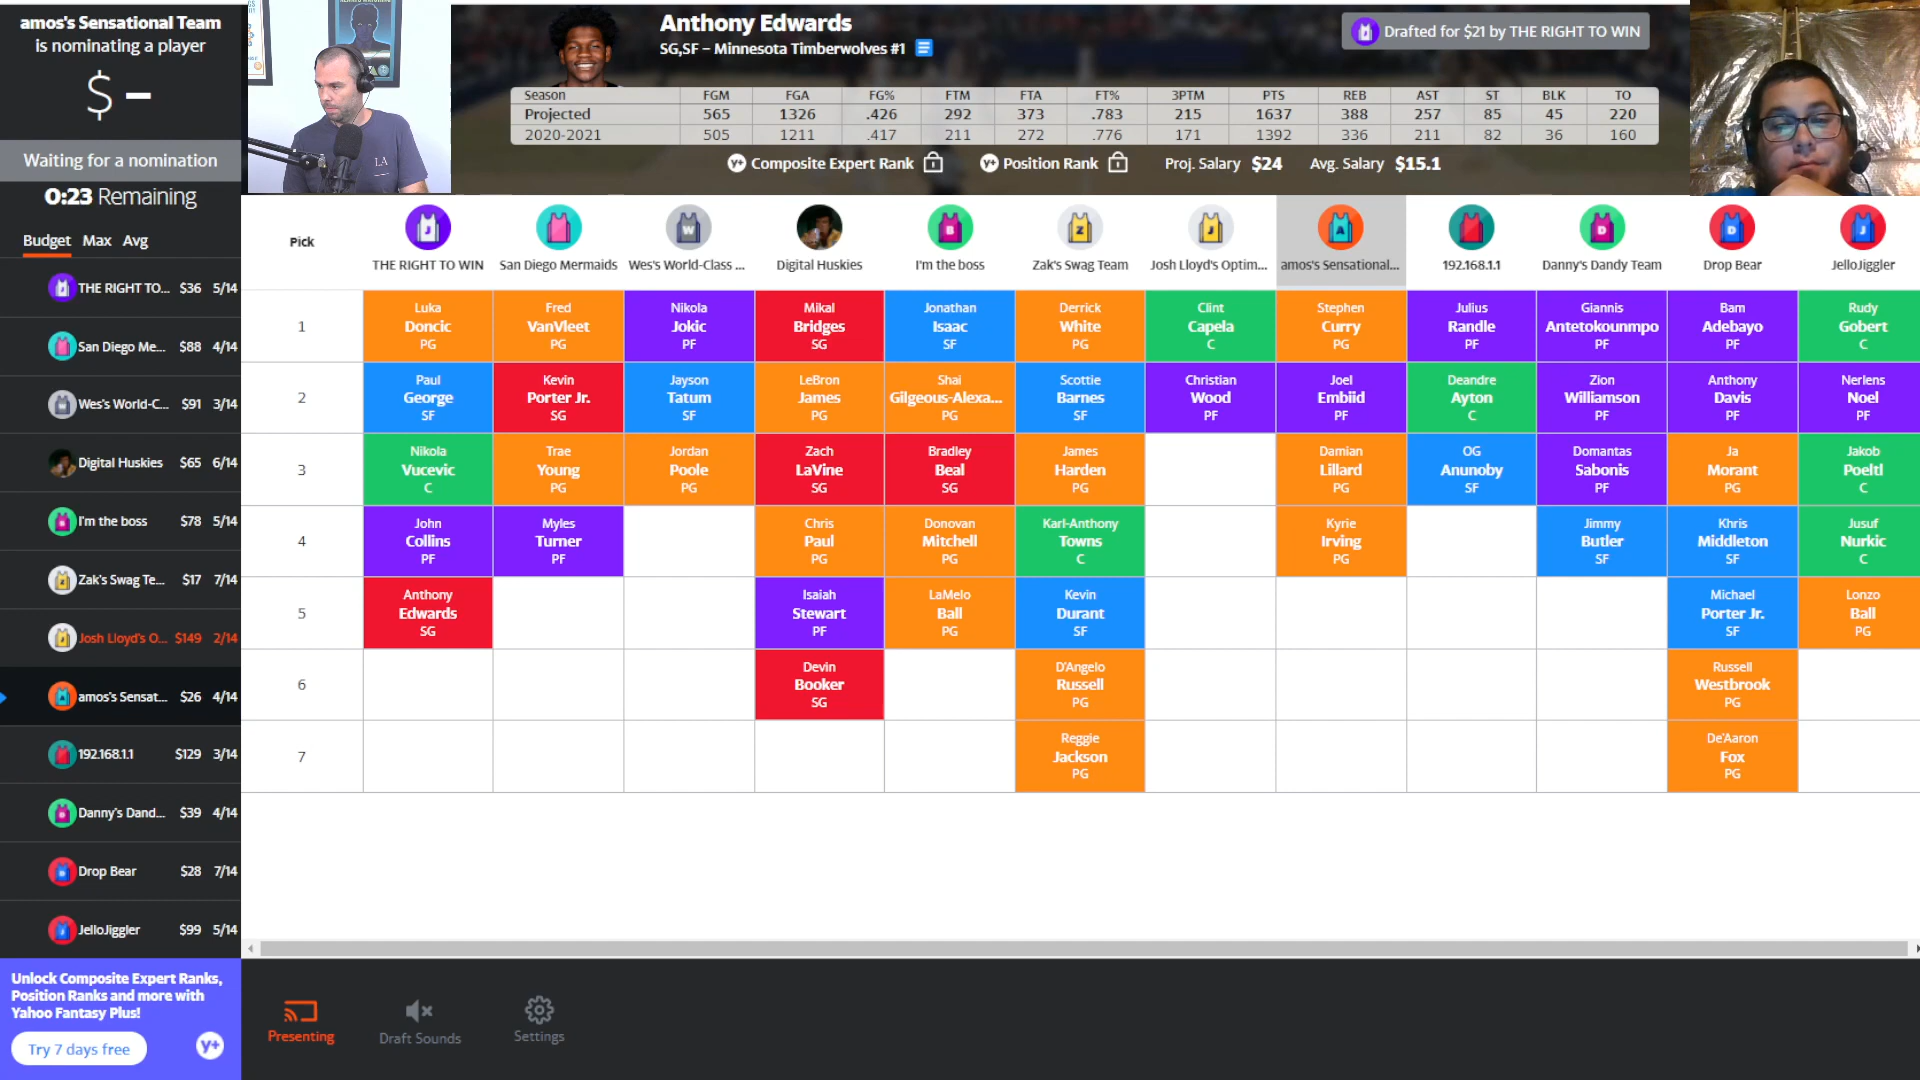 amos's Sensational Team
is nominating a player
$ –
Waiting for a nomination
0:23 Remaining
Budget Max Avg
THE RIGHT TO... $36 5/14
San Diego Me... $88 4/14
Wes's World-C... $91 3/14
Digital Huskies $65 6/14
I'm the boss $78 5/14
Zak's Swag Te... $17 7/14
Josh Lloyd's O... $149 2/14
amos's Sensat... $26 4/14
192.168.1.1 $129 3/14
Danny's Dand... $39 4/14
Drop Bear $28 7/14
JelloJiggler $99 5/14
Unlock Composite Expert Ranks,
Position Ranks and more with
Yahoo Fantasy Plus!
Try 7 days free
y+
LA
Anthony Edwards
SG,SF – Minnesota Timberwolves #1
J Drafted for $21 by THE RIGHT TO WIN
Season FGM FGA FG% FTM FTA FT% 3PTM PTS REB AST ST BLK TO
Projected 565 1326 .426 292 373 .783 215 1637 388 257 85 45 220
2020-2021 505 1211 .417 211 272 .776 171 1392 336 211 82 36 160
y+ Composite Expert Rank y+ Position Rank Proj. Salary $24 Avg. Salary $15.1
J W B Z J A D D J
Pick THE RIGHT TO WIN San Diego Mermaids Wes's World-Class ... Digital Huskies I'm the boss Zak's Swag Team Josh Lloyd's Optim... amos's Sensational... 192.168.1.1 Danny's Dandy Team Drop Bear JelloJiggler
Luka Fred Nikola Mikal Jonathan Derrick Clint Stephen Julius Giannis Bam Rudy
1 Doncic VanVleet Jokic Bridges Isaac White Capela Curry Randle Antetokounmpo Adebayo Gobert
PG PG PF SG SF PG C PG PF PF PF C
Paul Kevin Jayson LeBron Shai Scottie Christian Joel Deandre Zion Anthony Nerlens
2 George Porter Jr. Tatum James Gilgeous-Alexa... Barnes Wood Embiid Ayton Williamson Davis Noel
SF SG SF PG PG SF PF PF C PF PF PF
Nikola Trae Jordan Zach Bradley James Damian OG Domantas Ja Jakob
3 Vucevic Young Poole LaVine Beal Harden Lillard Anunoby Sabonis Morant Poeltl
C PG PG SG SG PG PG SF PF PG C
John Myles Chris Donovan Karl-Anthony Kyrie Jimmy Khris Jusuf
4 Collins Turner Paul Mitchell Towns Irving Butler Middleton Nurkic
PF PF PG PG C PG SF SF C
Anthony Isaiah LaMelo Kevin Michael Lonzo
5 Edwards Stewart Ball Durant Porter Jr. Ball
SG PF PG SF SF PG
Devin D'Angelo Russell
6 Booker Russell Westbrook
SG PG PG
Reggie De'Aaron
7 Jackson Fox
PG PG
Presenting Draft Sounds Settings